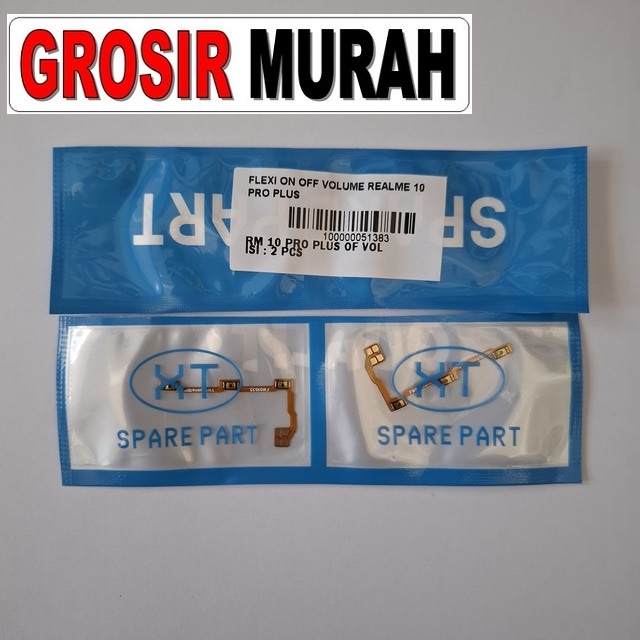 GROSIR MURAH
SPARE PART
FLEXI ON OFF VOLUME REALME 10
PRO PLUS
100000051383
RM 10 PRO PLUS OF VOL
ISI : 2 PCS
XT
SPARE PART
XT
SPARE PART